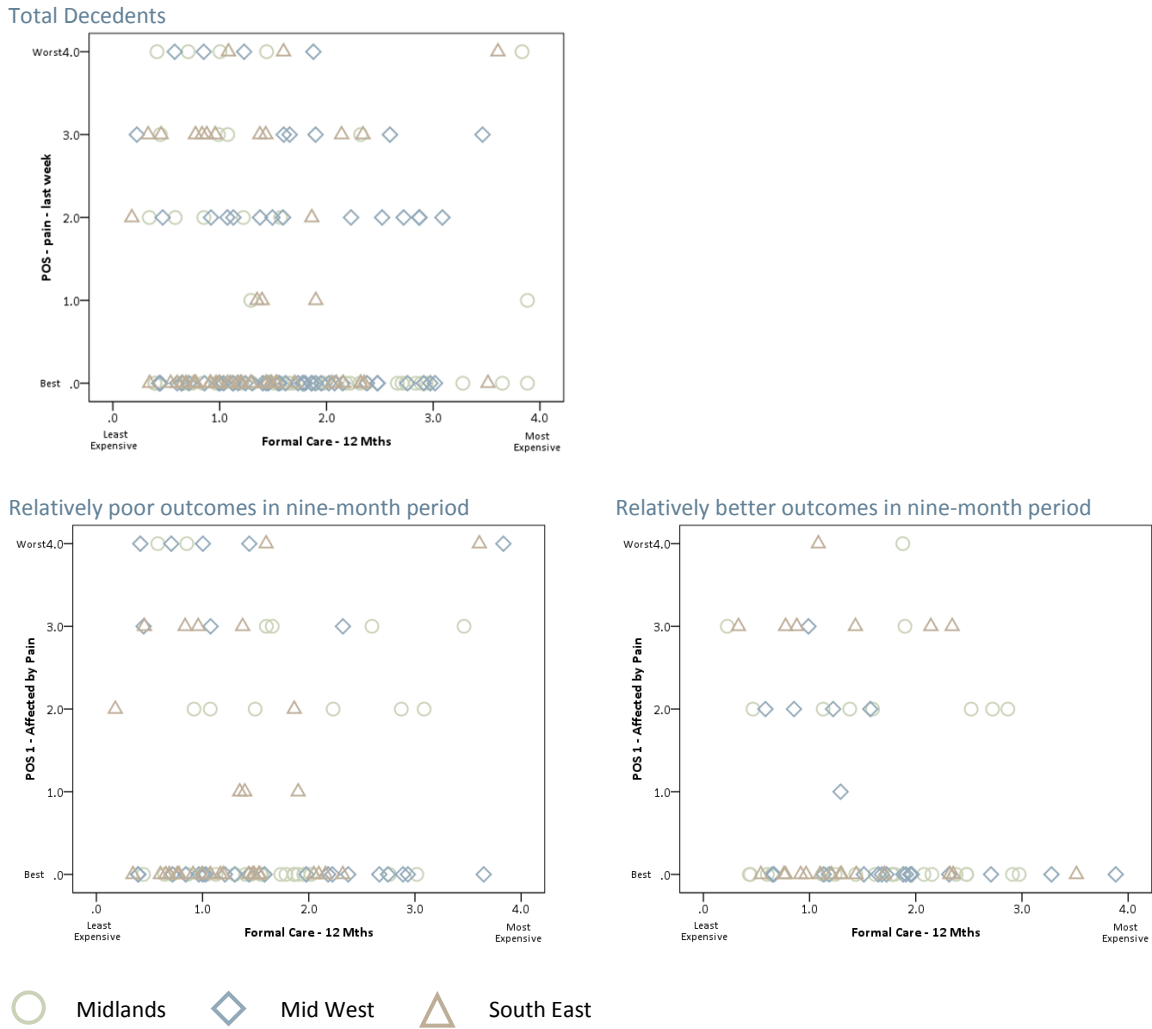 Total Decedents
Worst4.0
3.0
POS - pain - last week
2.0
1.0
Best .0
.0 1.0 2.0 3.0 4.0
Least Expensive
Formal Care - 12 Mths
Most Expensive
Relatively poor outcomes in nine-month period
Worst4.0
3.0
POS 1 - Affected by Pain
2.0
1.0
Best .0
.0 1.0 2.0 3.0 4.0
Least Expensive
Formal Care - 12 Mths
Most Expensive
Relatively better outcomes in nine-month period
Worst4.0
3.0
POS 1 - Affected by Pain
2.0
1.0
Best .0
.0 1.0 2.0 3.0 4.0
Least Expensive
Formal Care - 12 Mths
Most Expensive
Midlands Mid West South East